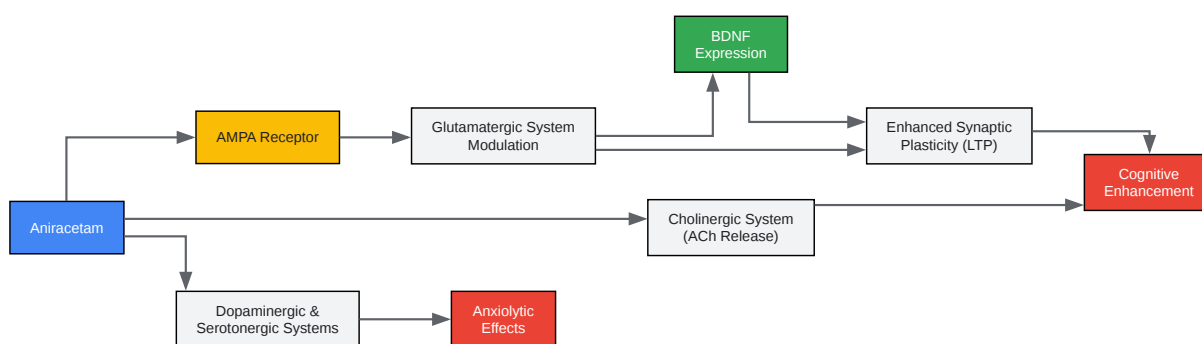 BDNF
Expression
AMPA Receptor
Glutamatergic System
Modulation
Enhanced Synaptic
Plasticity (LTP)
Cognitive
Enhancement
Aniracetam
Cholinergic System
(ACh Release)
Dopaminergic &
Serotonergic Systems
Anxiolytic
Effects